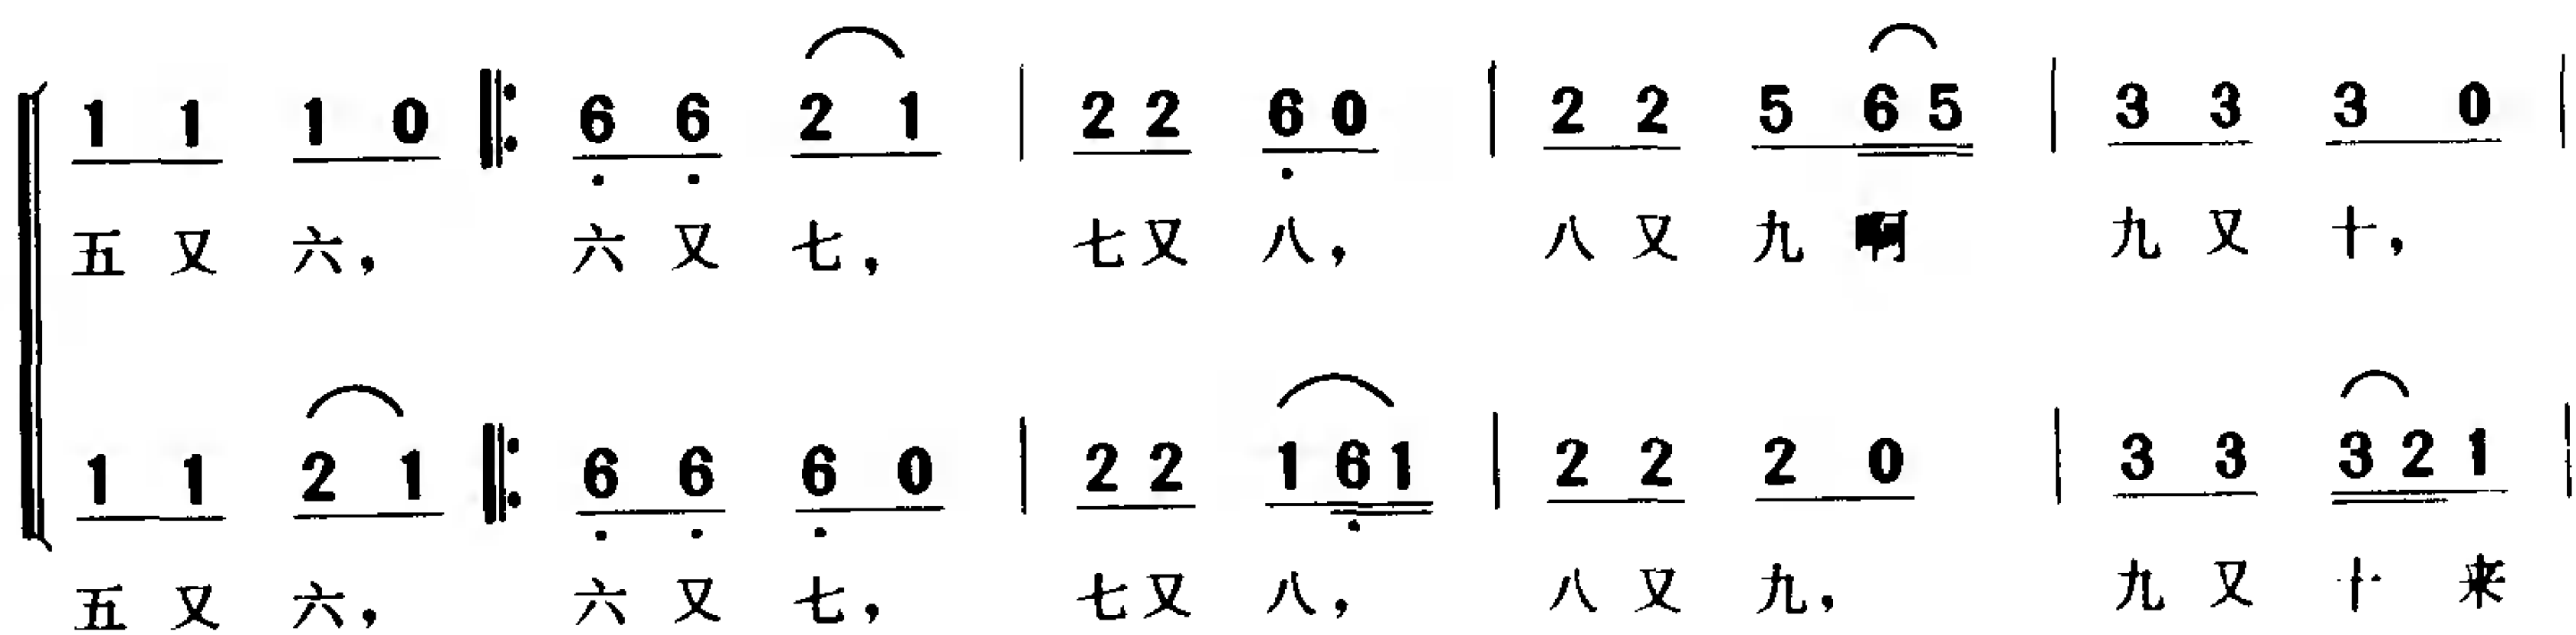 1 1 1 0 6 6 2 1 | 2 2 6 0 | 2 2 5 6 5 | 3 3 3 0 |
五又六， 六又七， 七又八， 八又九啊 九又十，
1 1 2 1 6 6 6 0 | 2 2 1 6 1 | 2 2 2 0 | 3 3 3 2 1 |
五又六， 六又七， 七又八， 八又九， 九又十来